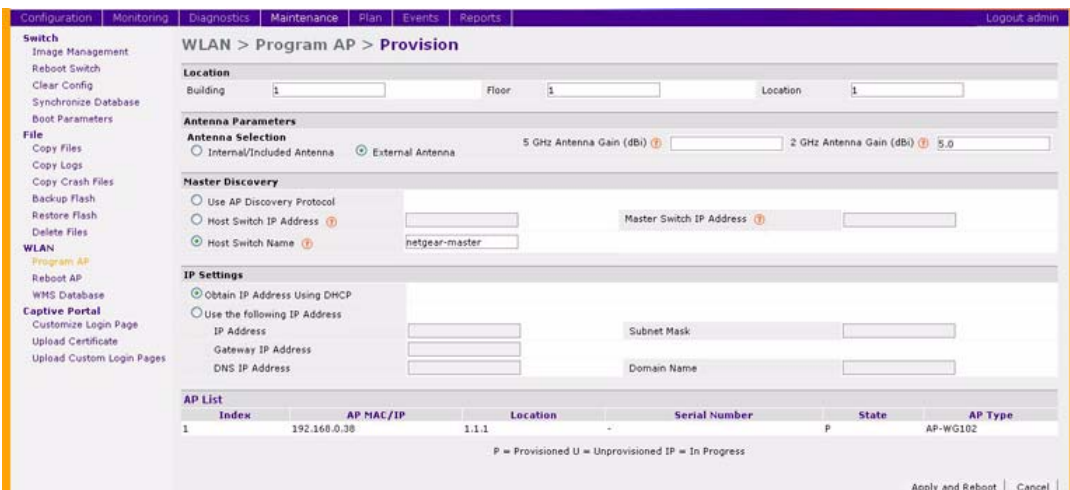 Configuration Monitoring Diagnostics Maintenance Plan Events Reports Logout admin
Switch
Image Management
Reboot Switch
Clear Config
Synchronize Database
Boot Parameters
File
Copy Files
Copy Logs
Copy Crash Files
Backup Flash
Restore Flash
Delete Files
WLAN
Program AP
Reboot AP
WMS Database
Captive Portal
Customize Login Page
Upload Certificate
Upload Custom Login Pages
WLAN > Program AP > Provision
Location
Building 1 Floor 1 Location 1
Antenna Parameters
Antenna Selection
Internal/Included Antenna External Antenna 5 GHz Antenna Gain (dBi) ? 2 GHz Antenna Gain (dBi) ? 5.0
Master Discovery
Use AP Discovery Protocol
Host Switch IP Address ? Master Switch IP Address ?
Host Switch Name ? netgear-master
IP Settings
Obtain IP Address Using DHCP
Use the following IP Address
IP Address Subnet Mask
Gateway IP Address
DNS IP Address Domain Name
AP List
Index AP MAC/IP Location Serial Number State AP Type
1 192.168.0.38 1.1.1 - P AP-WG102
P = Provisioned U = Unprovisioned IP = In Progress
Apply and Reboot Cancel